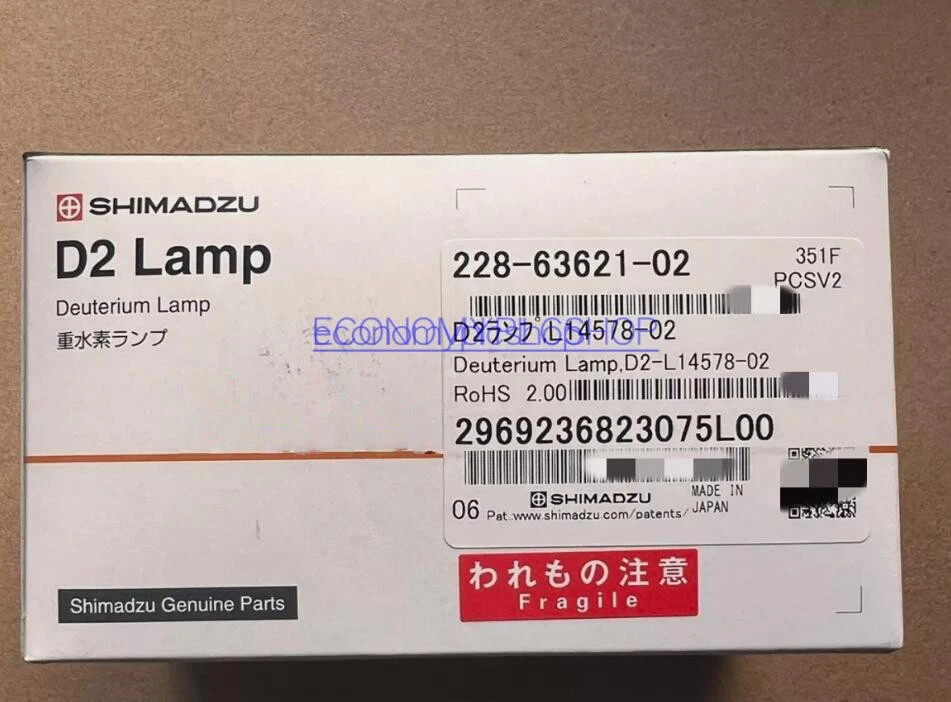 SHIMADZU
D2 Lamp
Deuterium Lamp
重水素ランプ
Shimadzu Genuine Parts
228-63621-02
351F
PCSV2
D2ランプ L14578-02
Deuterium Lamp,D2-L14578-02
RoHS 2.00
2969236823075L00
06
SHIMADZU
MADE IN
JAPAN
Pat.www.shimadzu.com/patents/
われもの注意
Fragile